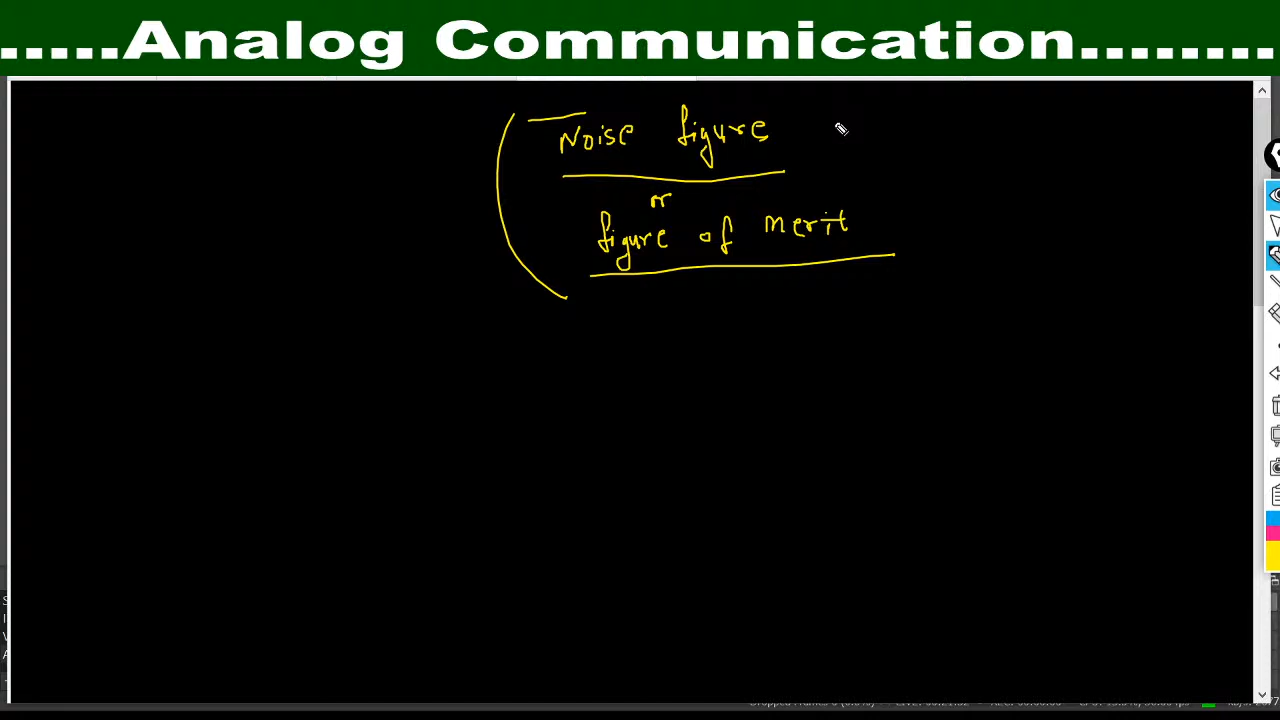 .....Analog Communication........
Noise figure
or
figure of merit